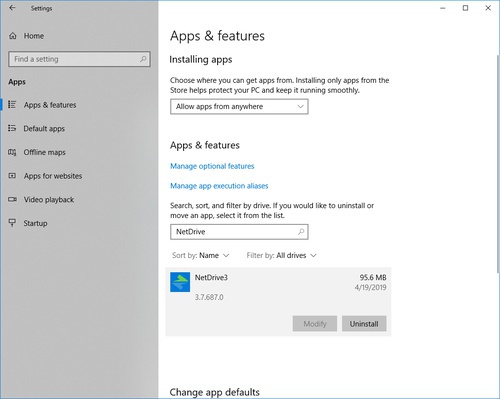 Settings
Home
Find a setting
Apps
Apps & features
Default apps
Offline maps
Apps for websites
Video playback
Startup
Apps & features
Installing apps
Choose where you can get apps from. Installing only apps from the
Store helps protect your PC and keep it running smoothly.
Allow apps from anywhere
Apps & features
Manage optional features
Manage app execution aliases
Search, sort, and filter by drive. If you would like to uninstall or
move an app, select it from the list.
NetDrive
Sort by: Name Filter by: All drives
NetDrive3 95.6 MB
4/19/2019
3.7.687.0
Modify Uninstall
Change app defaults